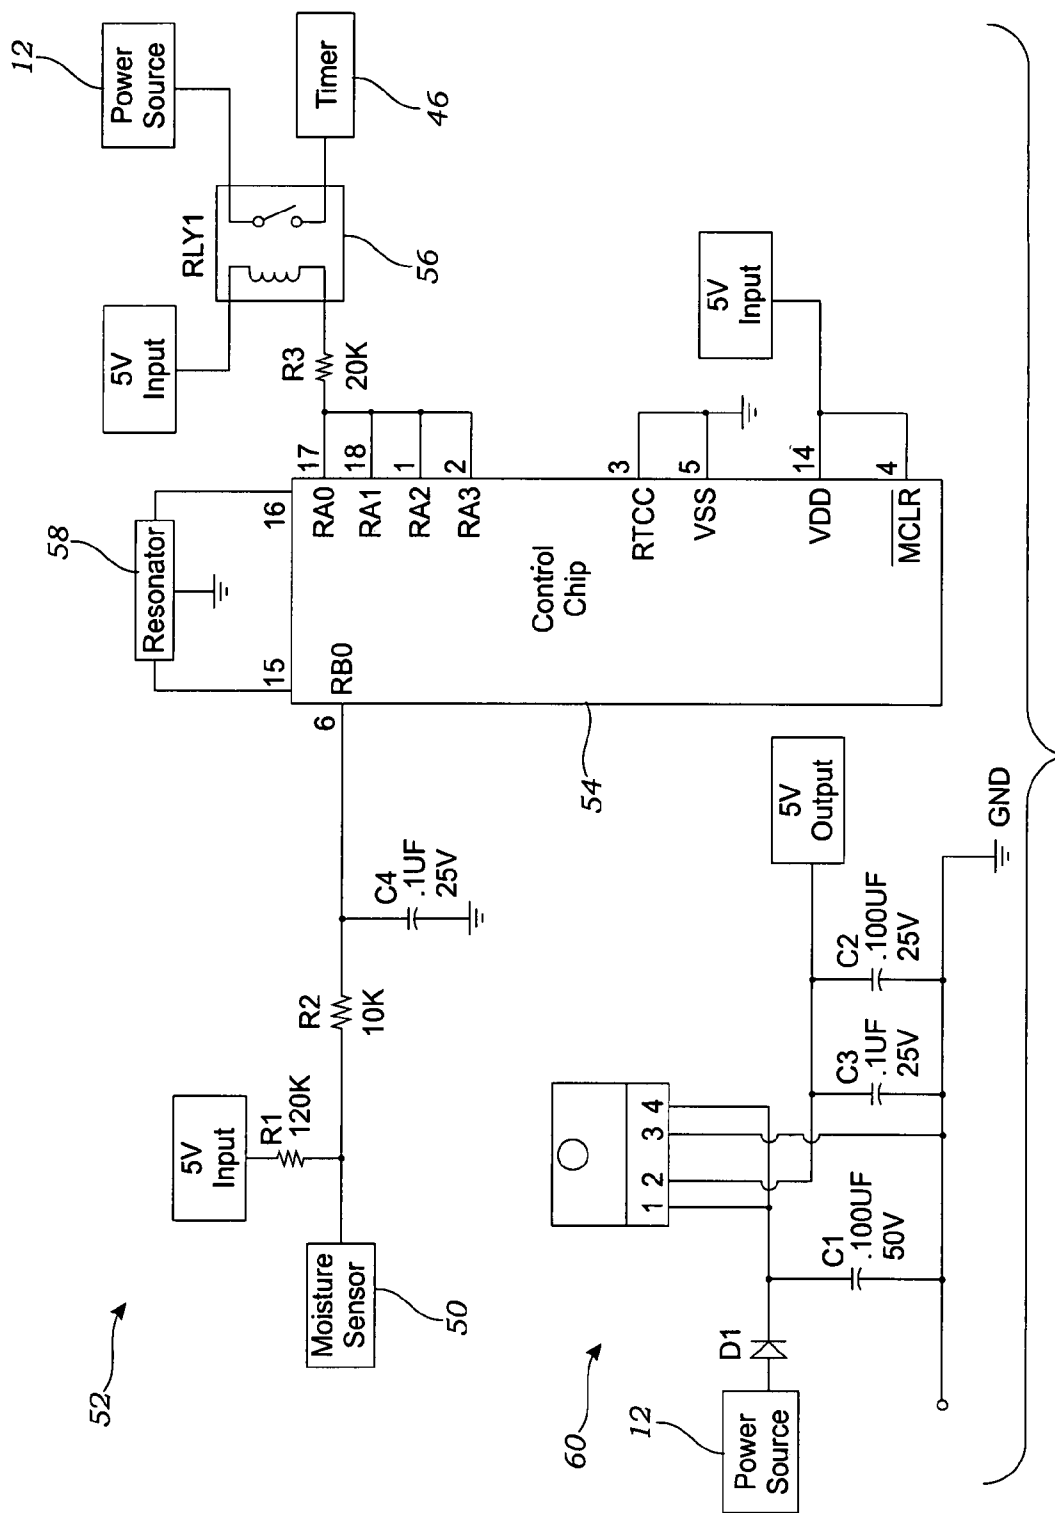 52
Moisture
Sensor
50
5V
Input
R1
120K
R2
10K
C4
.1UF
25V
6
RB0
15
Resonator
58
16
Control
Chip
54
RA0
17
RA1
18
RA2
1
RA3
2
RTCC
3
VSS
5
VDD
14
MCLR
4
R3
20K
5V
Input
RLY1
56
Power
Source
12
Timer
46
5V
Input
60
Power
Source
12
D1
1
2
3
4
C1
.100UF
50V
C3
.1UF
25V
C2
.100UF
25V
5V
Output
GND